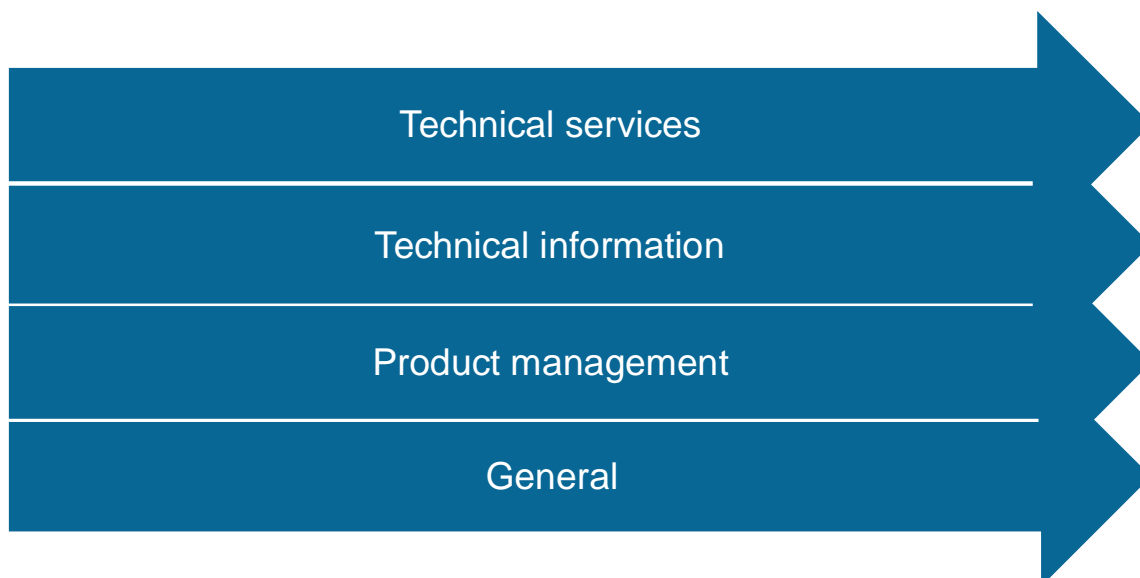 Technical services
Technical information
Product management
General